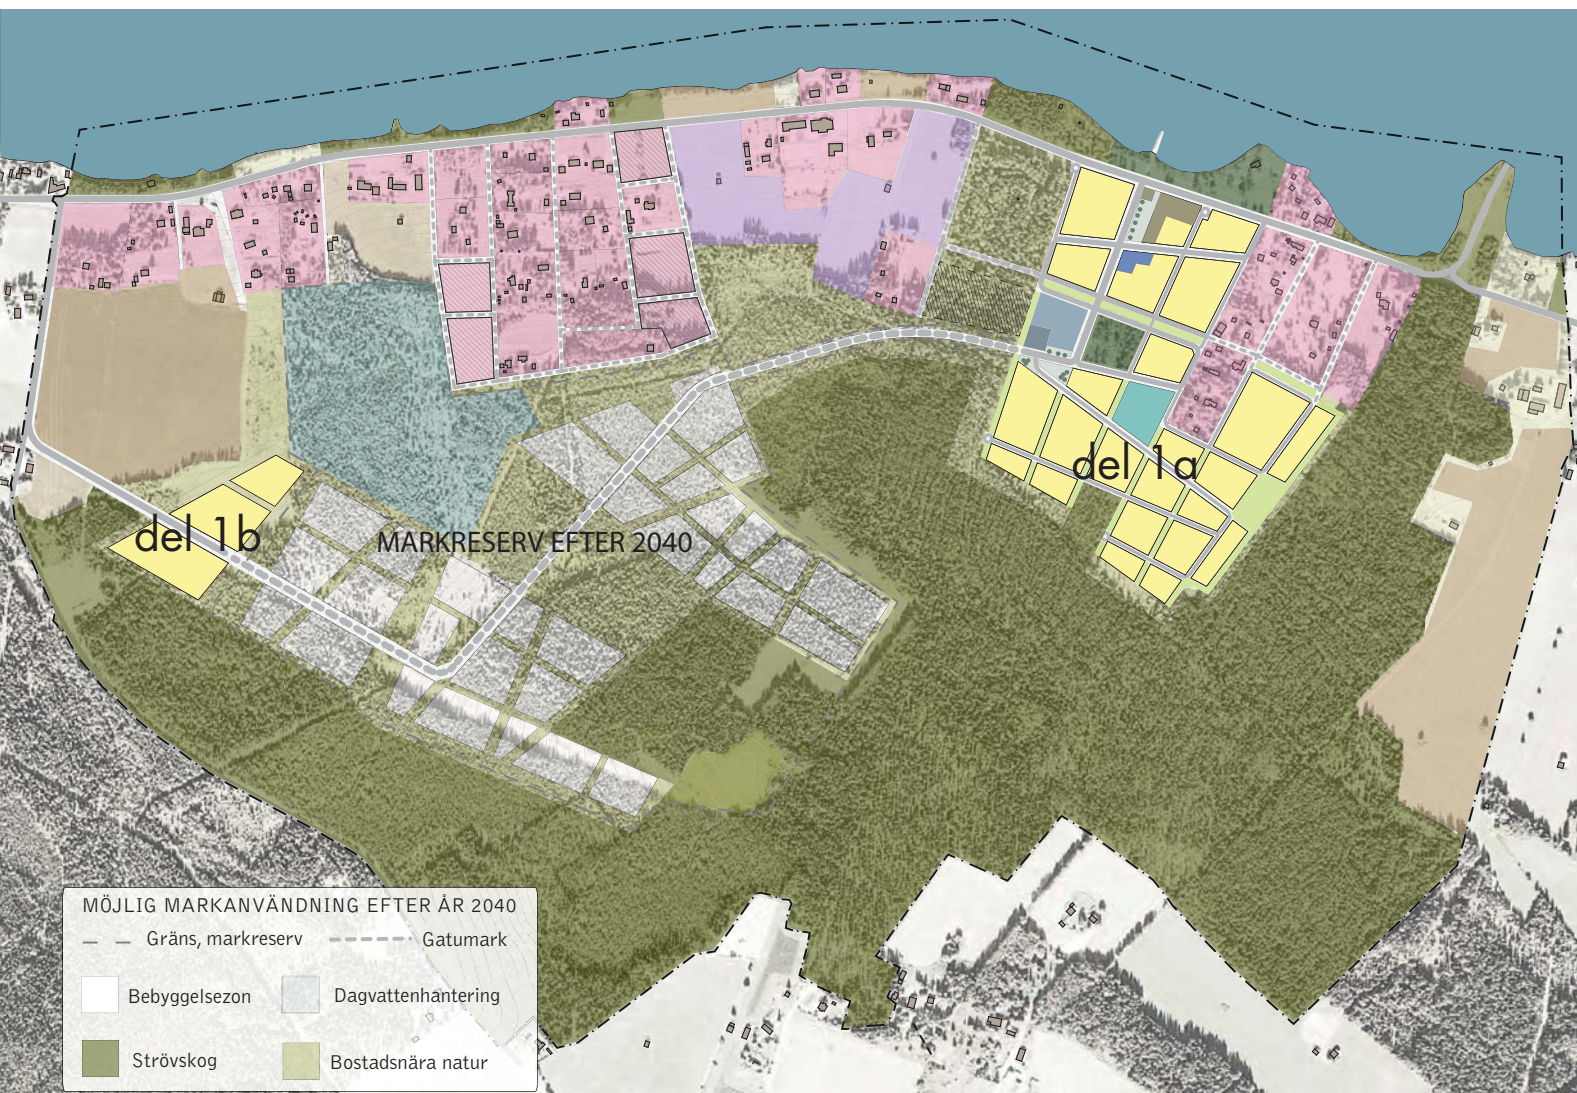 del 1a
del 1b
MARKRESERV EFTER 2040
MÖJLIG MARKANVÄNDNING EFTER ÅR 2040
Gräns, markreserv
Gatumark
Bebyggelsezon
Dagvattenhantering
Strövskog
Bostadsnära natur